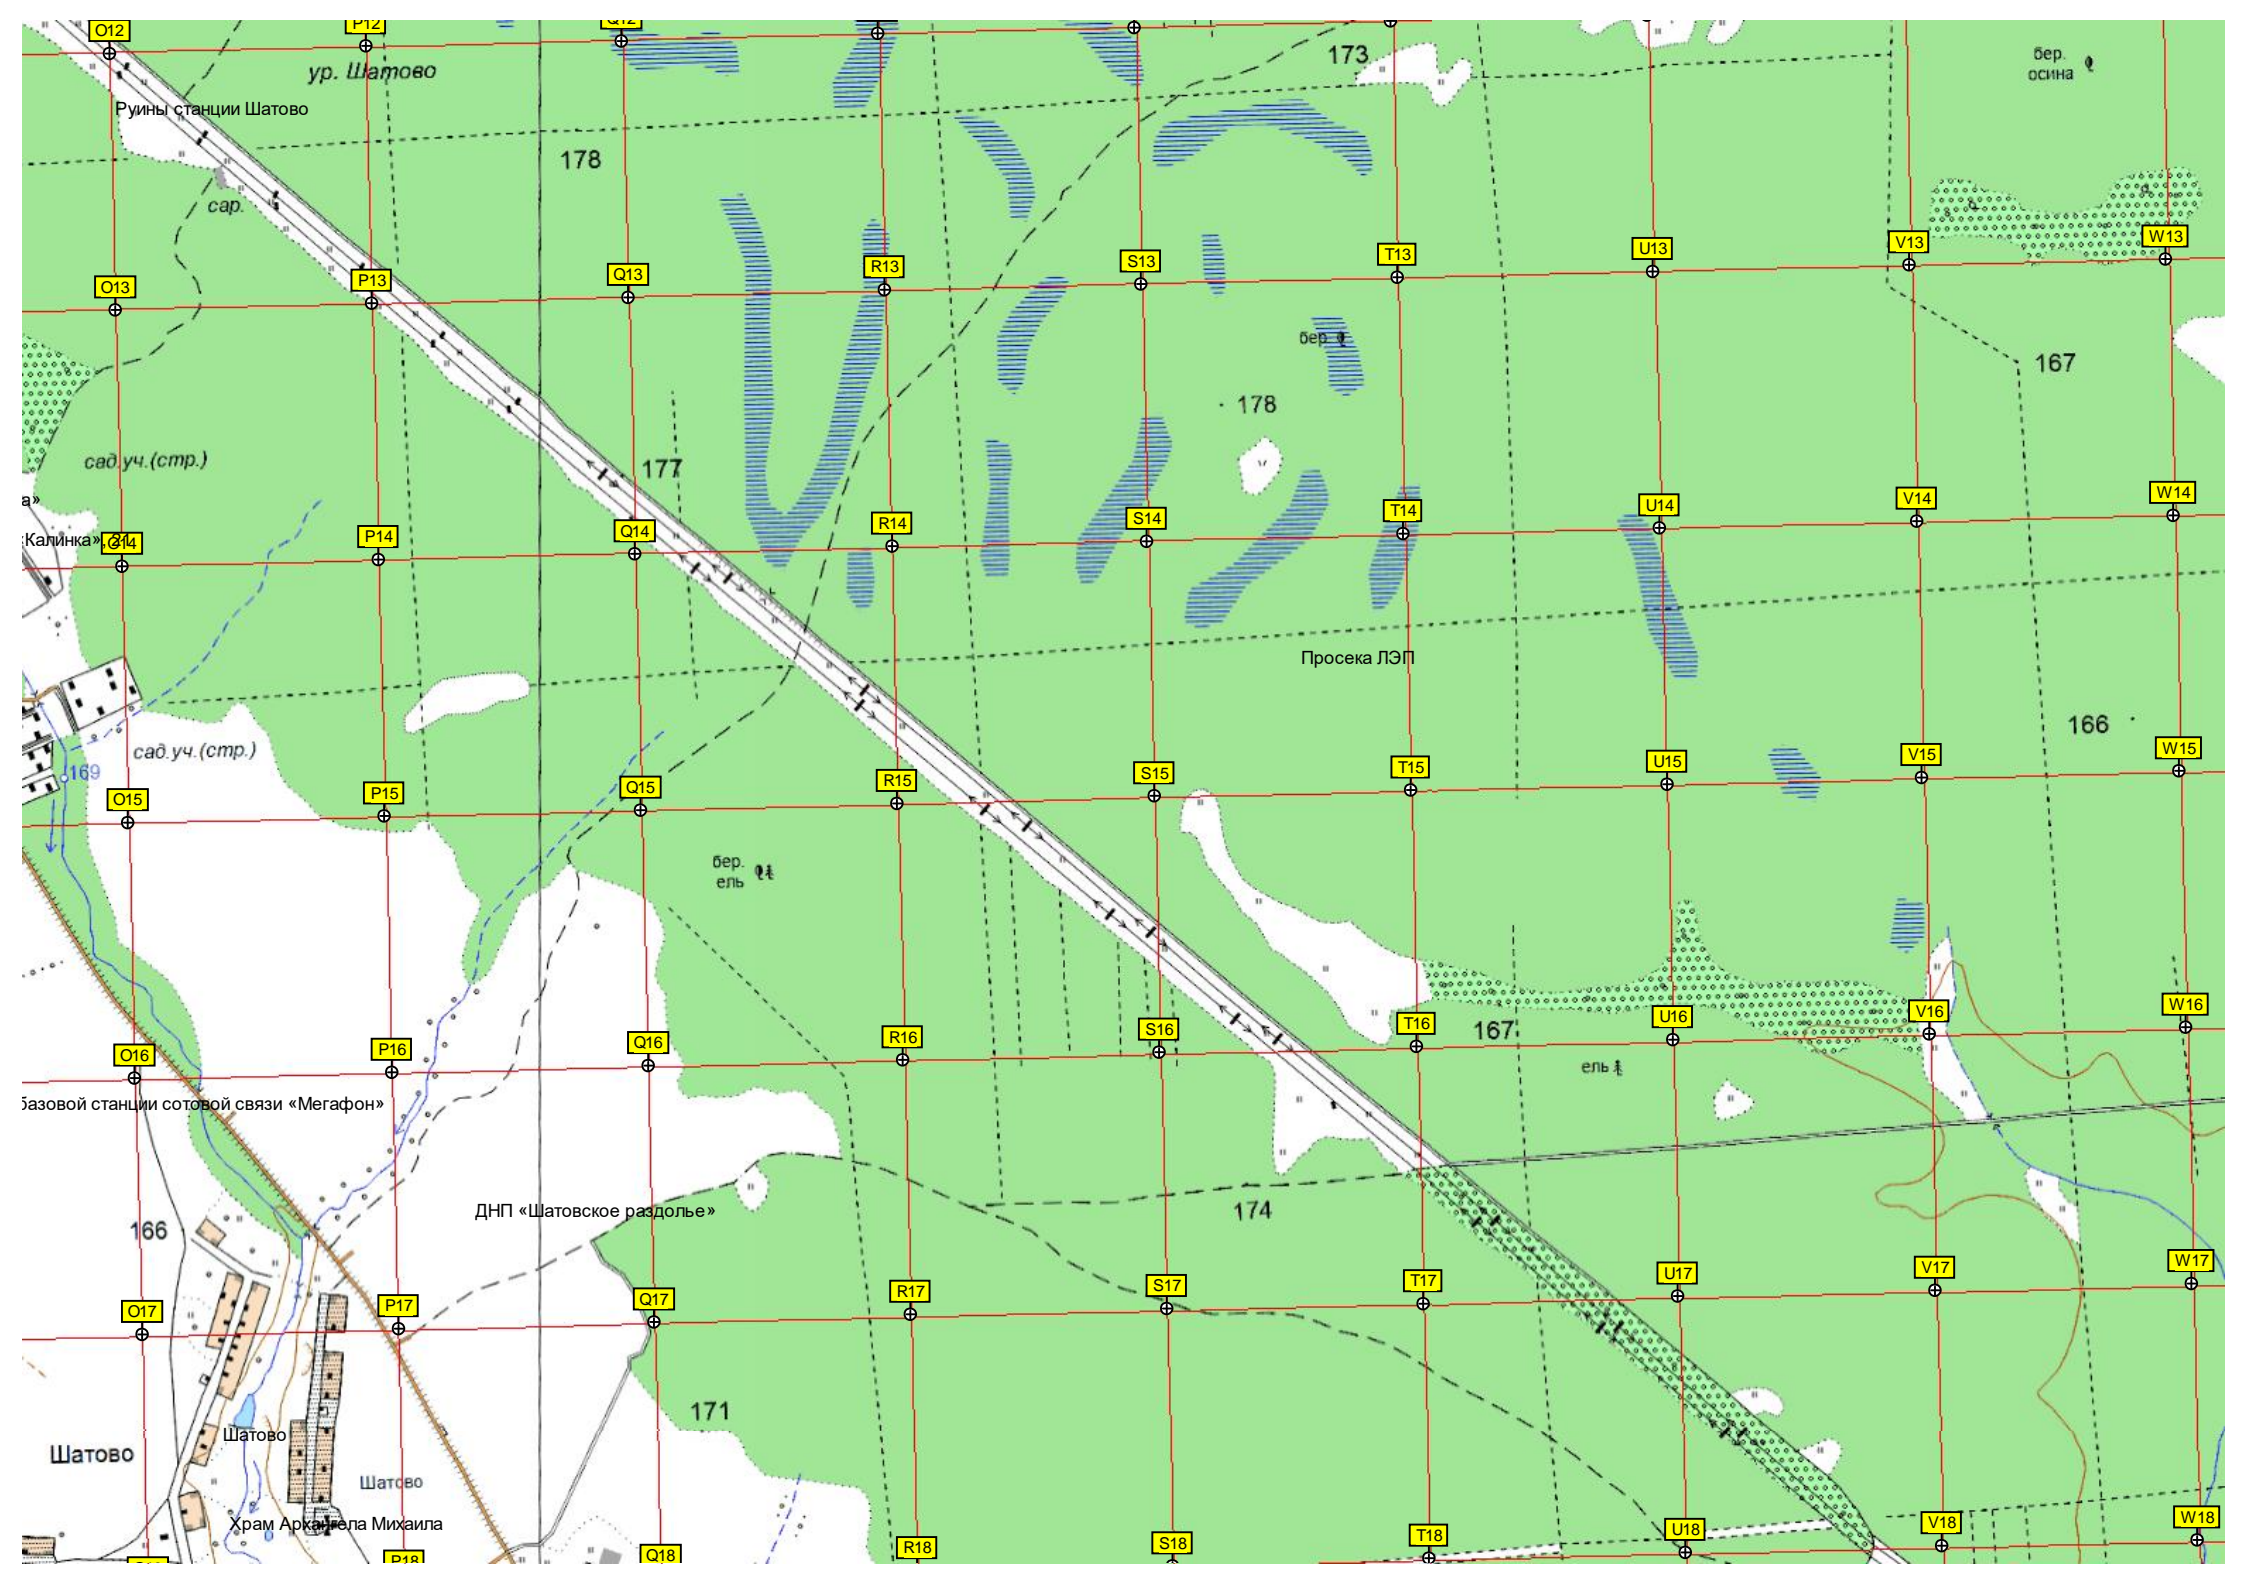 O12
P12
Q12
173
бер.
осина
ур. Шатово
Руины станции Шатово
178
сар.
O13
P13
Q13
R13
S13
T13
U13
V13
W13
бер.
167
178
сад.уч.(стр.)
177
а»
«Калинка», 21
O14
P14
Q14
R14
S14
T14
U14
V14
W14
Просека ЛЭП
166
сад.уч.(стр.)
169
O15
P15
Q15
R15
S15
T15
U15
V15
W15
бер.
ель
O16
P16
Q16
R16
S16
T16
167
U16
V16
W16
ель
базовой станции сотовой связи «Мегафон»
ДНП «Шатовское раздолье»
174
166
O17
P17
Q17
R17
S17
T17
U17
V17
W17
171
Шатово
Шатово
Шатово
Храм Архангела Михаила
P18
Q18
R18
S18
T18
U18
V18
W18